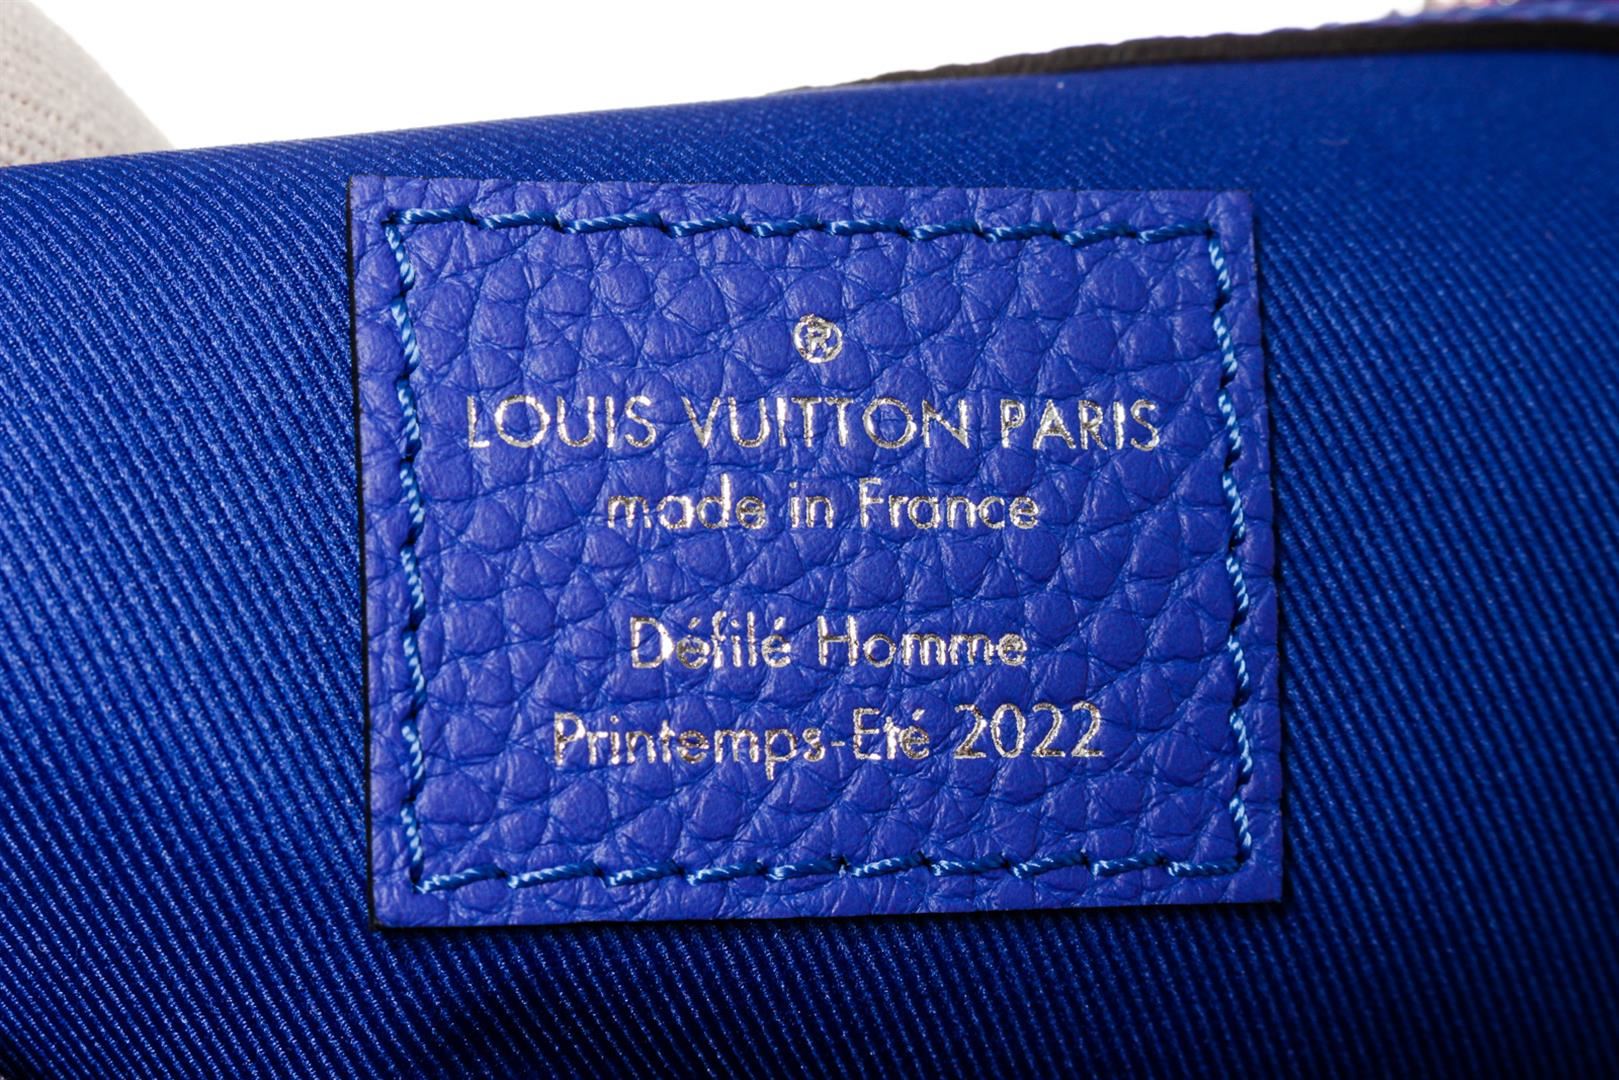 ®
LOUIS VUITTON PARIS
made in France
Défilé Homme
Printemps-Eté 2022